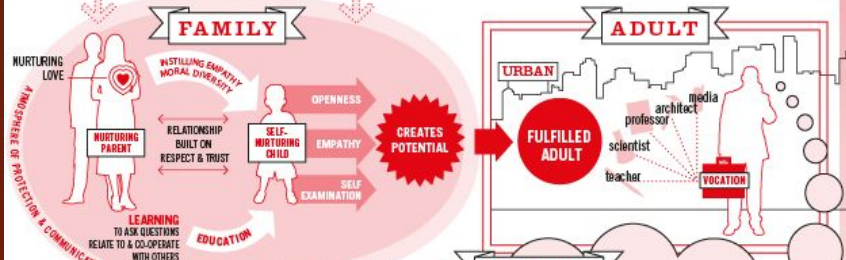 FAMILY
NURTURING
LOVE
INSTILLING EMPATHY
MORAL DIVERSITY
ATMOSPHERE OF PROTECTION &
NURTURING
PARENT
RELATIONSHIP
BUILT ON
RESPECT & TRUST
SELF-
NURTURING
CHILD
OPENNESS
EMPATHY
SELF
EXAMINATION
CREATES
POTENTIAL
LEARNING
TO ASK QUESTIONS
RELATE TO & CO-OPERATE
WITH OTHERS
EDUCATION
ADULT
URBAN
FULFILLED
ADULT
media
architect
professor
scientist
teacher
VOCATION